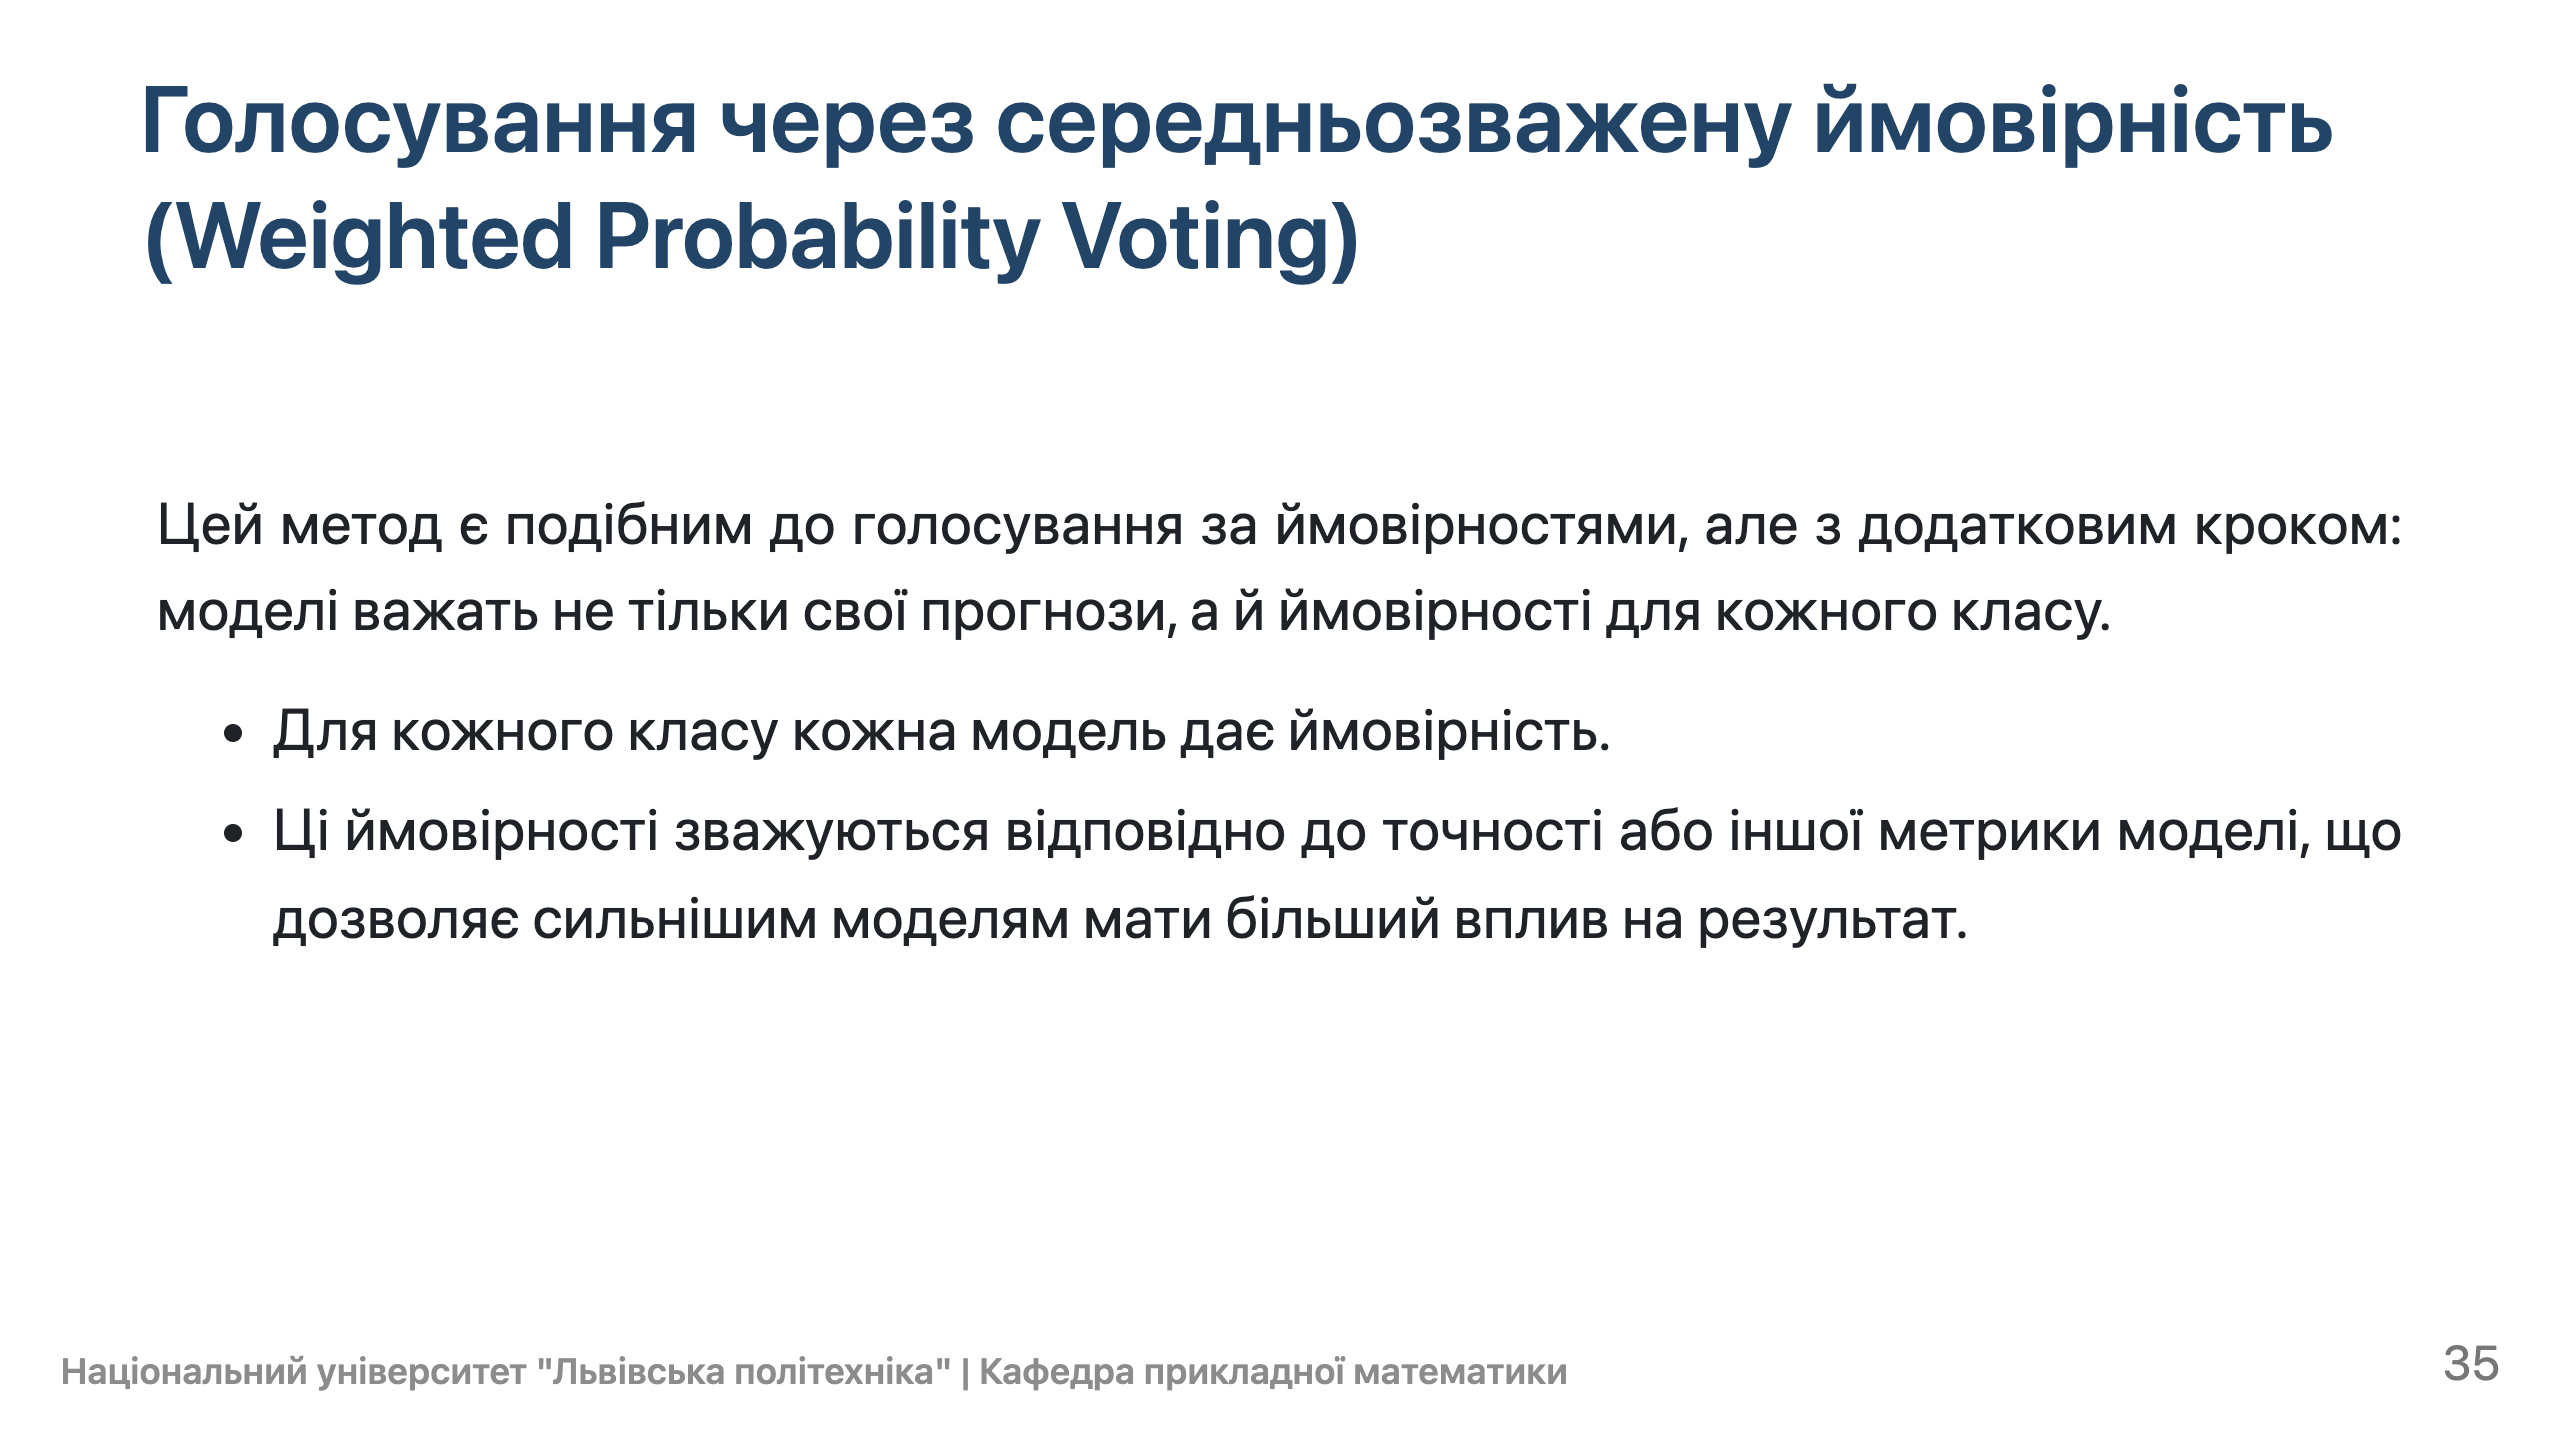 Голосування через середньозважену ймовірність
(Weighted Probability Voting)
Цей метод є подібним до голосування за ймовірностями, але з додатковим кроком:
моделі важать не тільки свої прогнози, а й ймовірності для кожного класу.
• Для кожного класу кожна модель дає ймовірність.
• Ці ймовірності зважуються відповідно до точності або іншої метрики моделі, що
дозволяє сильнішим моделям мати більший вплив на результат.
Національний університет "Львівська політехніка" | Кафедра прикладної математики
35